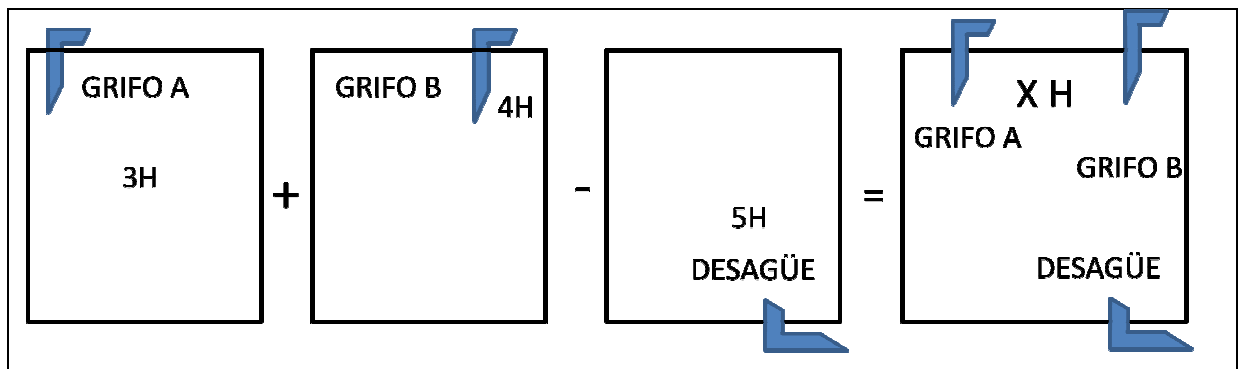 GRIFO A
3H
+
GRIFO B
4H
-
5H
DESAGÜE
=
X H
GRIFO A
GRIFO B
DESAGÜE